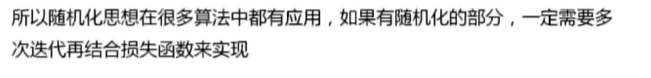 所以随机化思想在很多算法中都有应用，如果有随机化的部分，一定需要多
次迭代再结合损失函数来实现